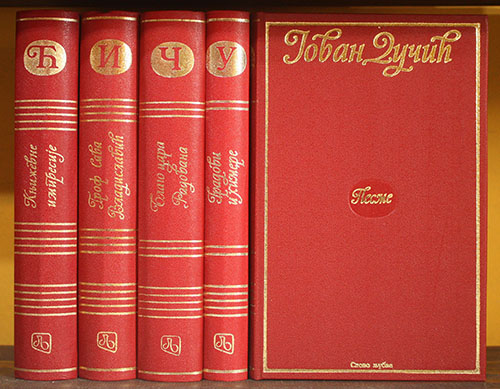 Ћ
Књижевне
импресије
И
Гроф Сава
Владиславић
Ч
Благо цара
Радована
У
Градови
и химере
Јован Дучић
Песме
Слово љубве